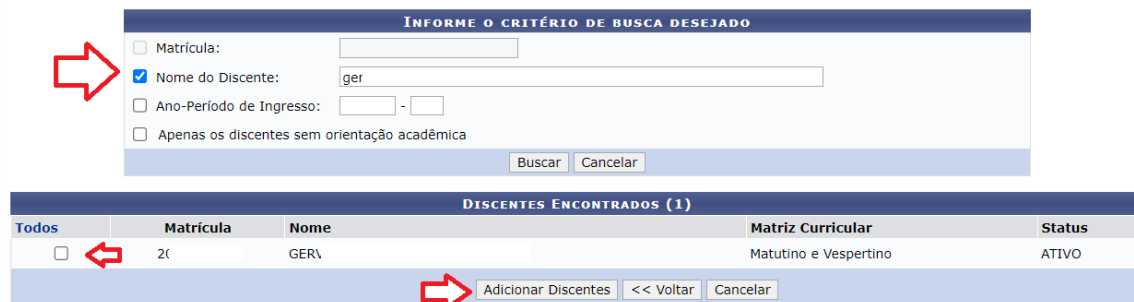 INFORME O CRITÉRIO DE BUSCA DESEJADO
Matrícula:
Nome do Discente: ger
Ano-Período de Ingresso: -
Apenas os discentes sem orientação acadêmica
Buscar Cancelar
DISCENTES ENCONTRADOS (1)
Todos Matrícula Nome Matriz Curricular Status
Matutino e Vespertino ATIVO
Adicionar Discentes << Voltar Cancelar